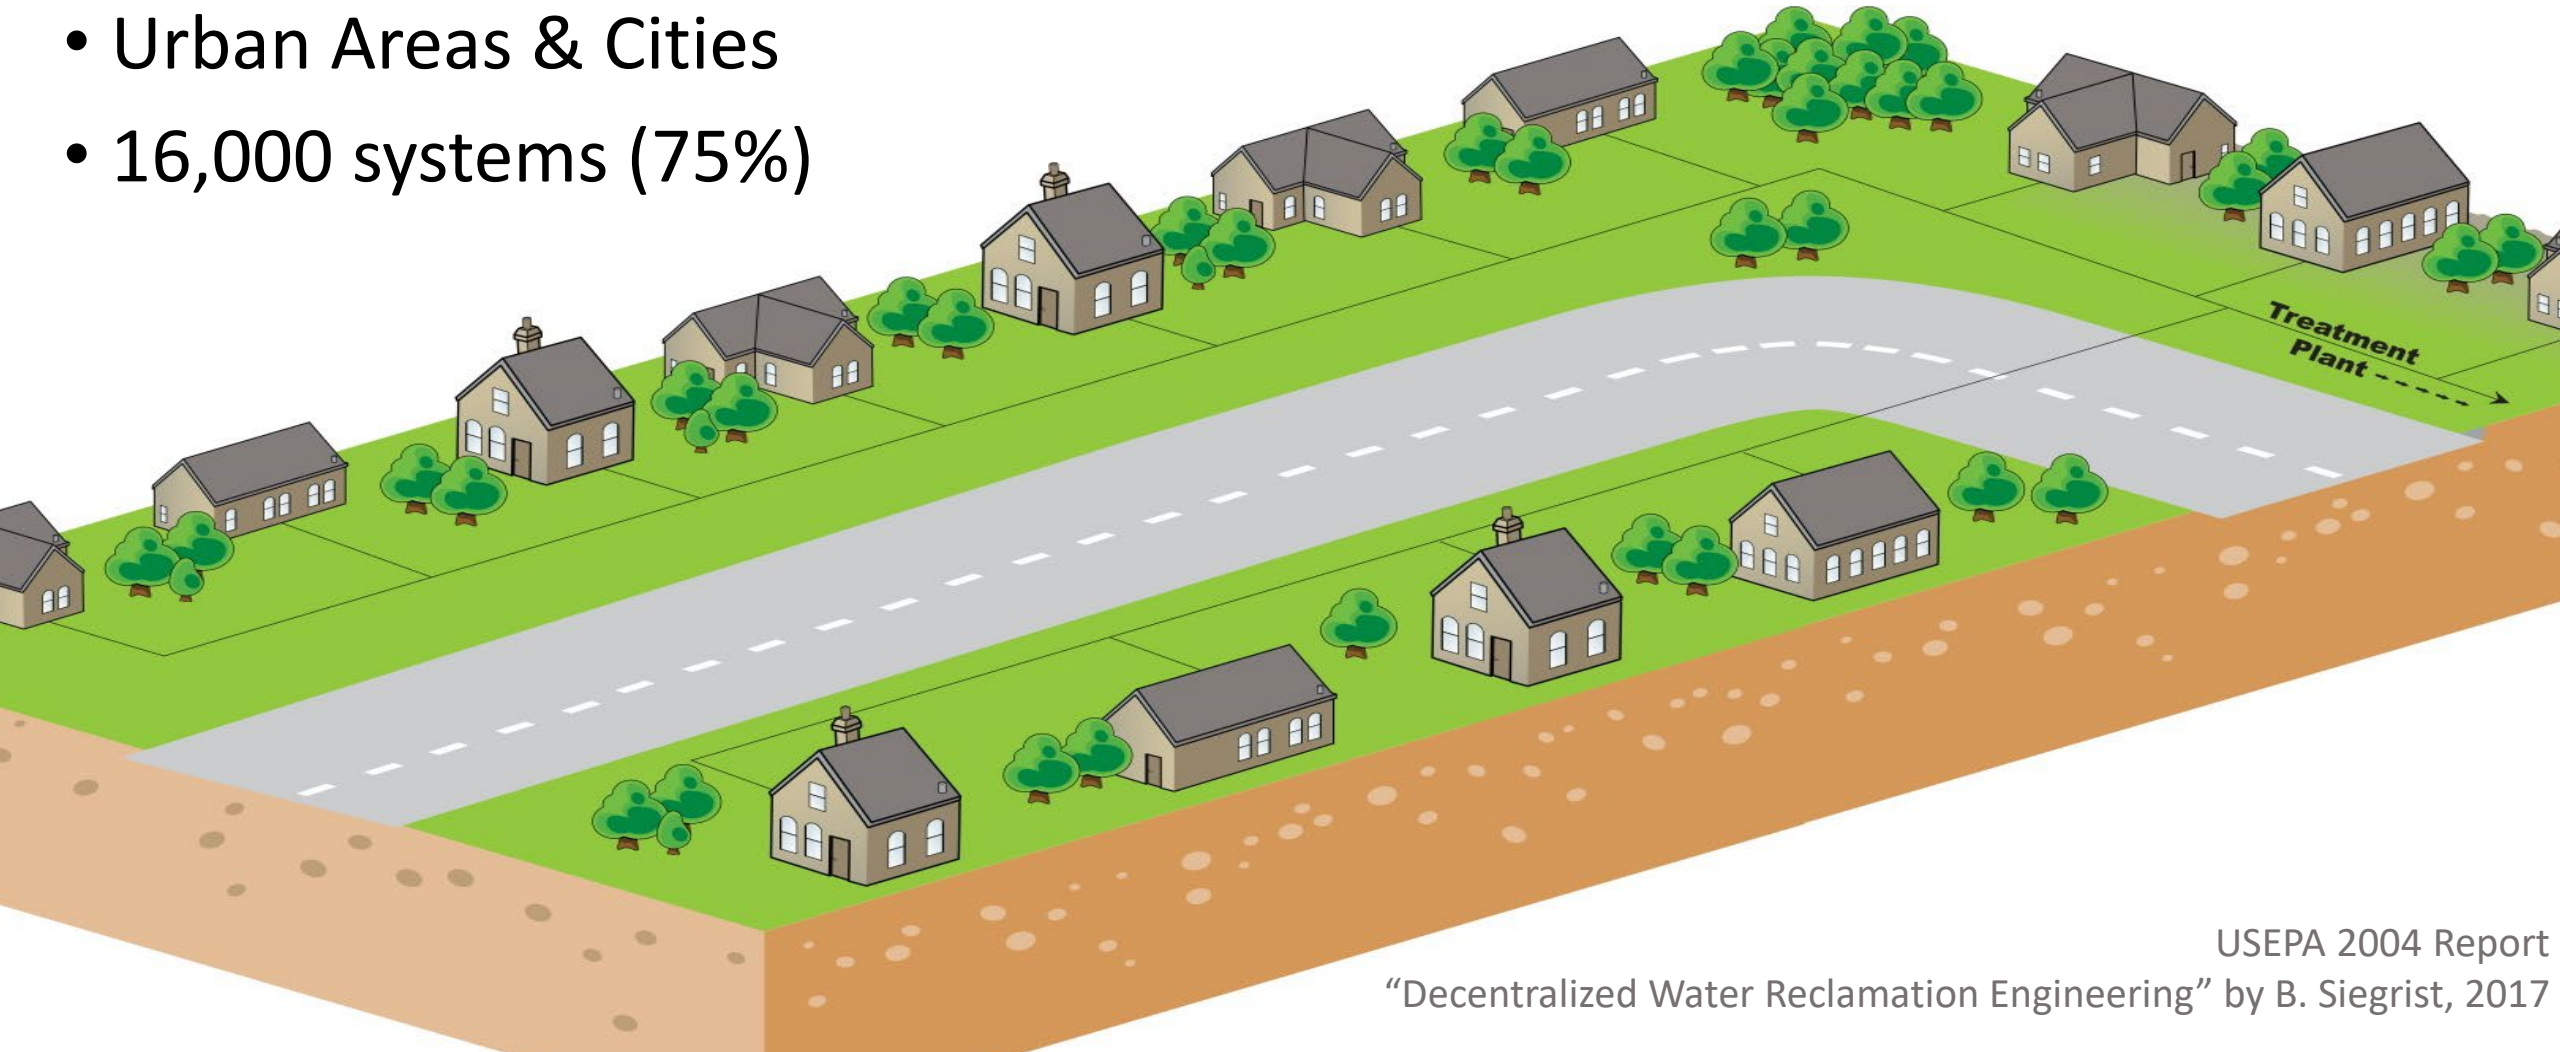 • Urban Areas & Cities
• 16,000 systems (75%)
Treatment
Plant
USEPA 2004 Report
“Decentralized Water Reclamation Engineering” by B. Siegrist, 2017